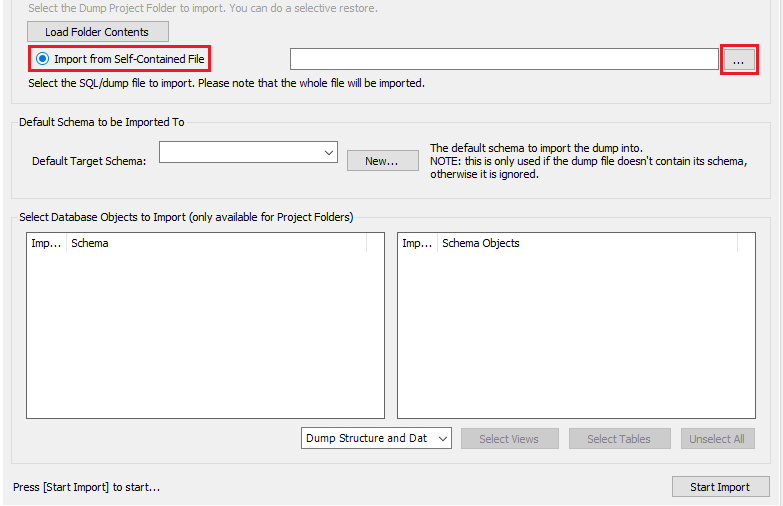 Select the Dump Project Folder to import. You can do a selective restore.
Load Folder Contents
Import from Self-Contained File
...
Select the SQL/dump file to import. Please note that the whole file will be imported.
Default Schema to be Imported To
Default Target Schema:
New...
The default schema to import the dump into.
NOTE: this is only used if the dump file doesn't contain its schema,
otherwise it is ignored.
Select Database Objects to Import (only available for Project Folders)
Imp... Schema
Imp... Schema Objects
Dump Structure and Dat
Select Views
Select Tables
Unselect All
Press [Start Import] to start...
Start Import